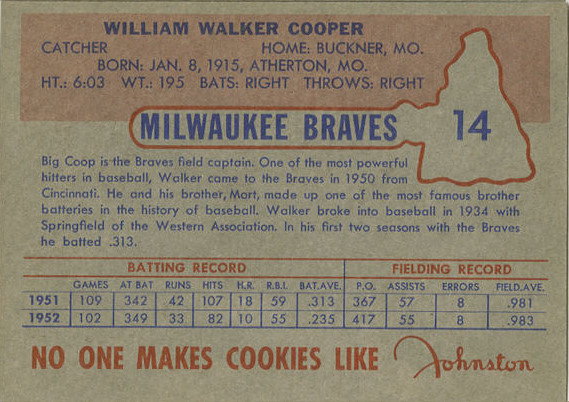 WILLIAM WALKER COOPER
CATCHER HOME: BUCKNER, MO.
BORN: JAN. 8, 1915, ATHERTON, MO.
HT.: 6:03 WT.: 195 BATS: RIGHT THROWS: RIGHT
MILWAUKEE BRAVES 14
Big Coop is the Braves field captain. One of the most powerful
hitters in baseball, Walker came to the Braves in 1950 from
Cincinnati. He and his brother, Mort, made up one of the most famous brother
batteries in the history of baseball. Walker broke into baseball in 1934 with
Springfield of the Western Association. In his first two seasons with the Braves
he batted .313.
BATTING RECORD FIELDING RECORD
GAMES AT BAT RUNS HITS H.R. R.B.I. BAT.AVE. P.O. ASSISTS ERRORS FIELD.AVE.
1951 109 342 42 107 18 59 .313 367 57 8 .981
1952 102 349 33 82 10 55 .235 417 55 8 .983
NO ONE MAKES COOKIES LIKE Johnston